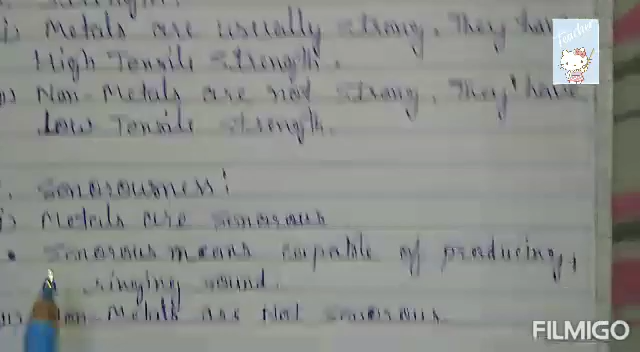 Metals are usually strong. They have
High Tensile strength.
Non-Metals are not strong. They have
Low Tensile strength.
Sonorousness:
Metals are sonorous
• Sonorous means capable of producing,
ringing sound.
Non-Metals are Not sonorous
Teacher
FILMIGO